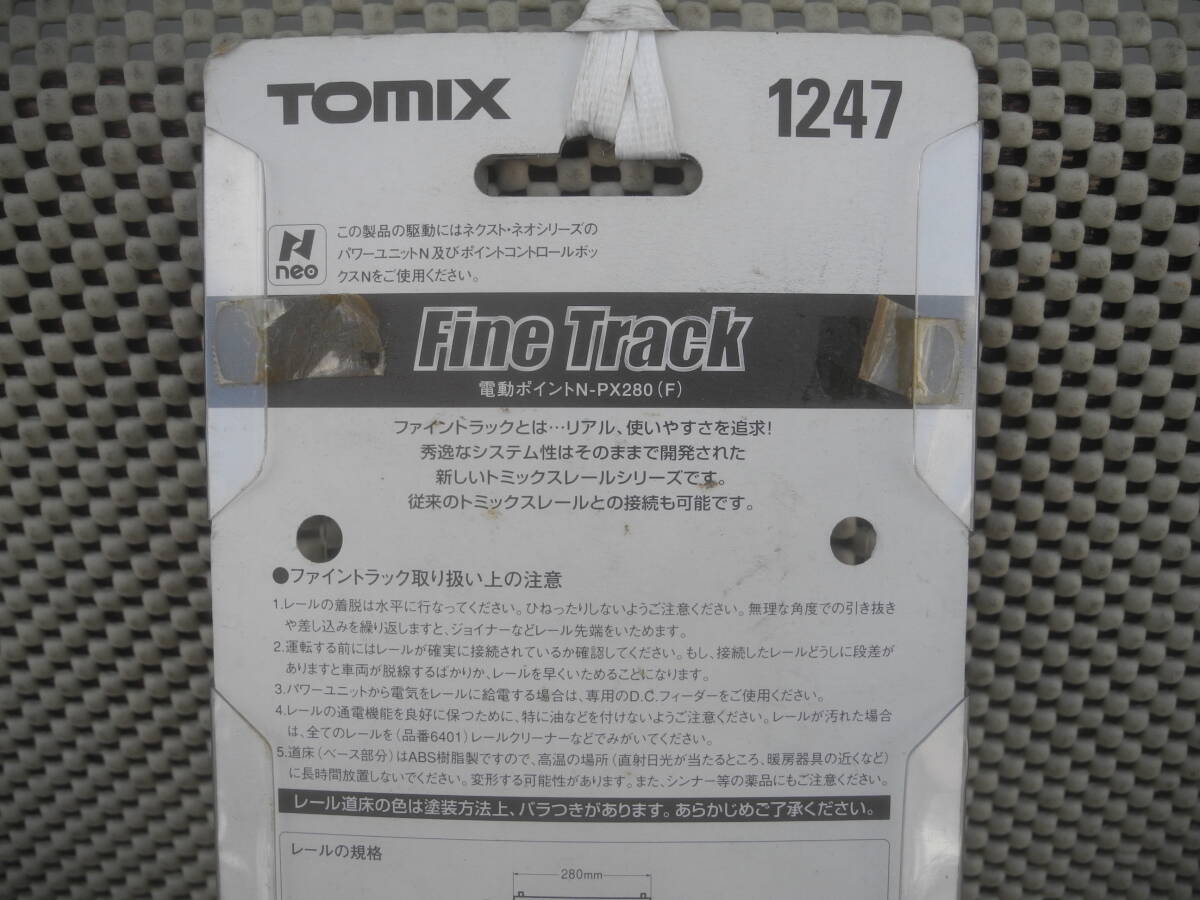 TOMIX
1247
neo
この製品の駆動にはネクスト・ネオシリーズの
パワーユニットN及びポイントコントロールボッ
クスNをご使用ください。
Fine Track
電動ポイントN-PX280(F)
ファイントラックとは…リアル、使いやすさを追求!
秀逸なシステム性はそのままで開発された
新しいトミックスレールシリーズです。
従来のトミックスレールとの接続も可能です。
●ファイントラック取り扱い上の注意
1.レールの着脱は水平に行なってください。ひねったりしないようご注意ください。無理な角度での引き抜き
や差し込みを繰り返しますと、ジョイナーなどレール先端をいためます。
2.運転する前にはレールが確実に接続されているか確認してください。もし、接続したレールどうしに段差が
ありますと車両が脱線するばかりか、レールを早くいためることになります。
3.パワーユニットから電気をレールに給電する場合は、専用のD.C.フィーダーをご使用ください。
4.レールの通電機能を良好に保つために、特に油などを付けないようご注意ください。レールが汚れた場合
は、全てのレールを(品番6401)レールクリーナーなどでみがいてください。
5.道床(ベース部分)はABS樹脂製ですので、高温の場所(直射日光が当たるところ、暖房器具の近くなど)
に長時間放置しないでください。変形する可能性があります。また、シンナー等の薬品にもご注意ください。
レール道床の色は塗装方法上、バラつきがあります。あらかじめご了承ください。
レールの規格
280mm